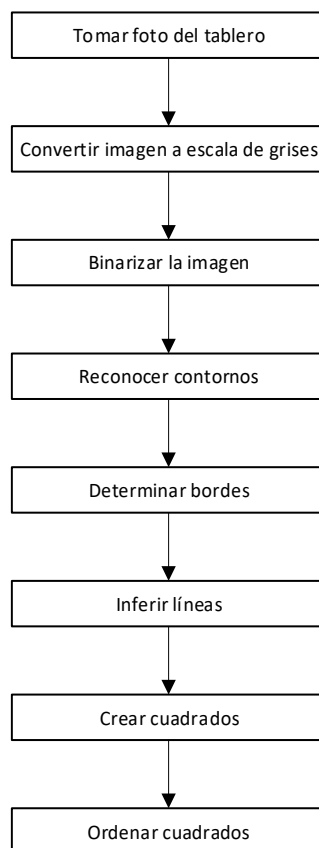 Tomar foto del tablero
Convertir imagen a escala de grises
Binarizar la imagen
Reconocer contornos
Determinar bordes
Inferir líneas
Crear cuadrados
Ordenar cuadrados